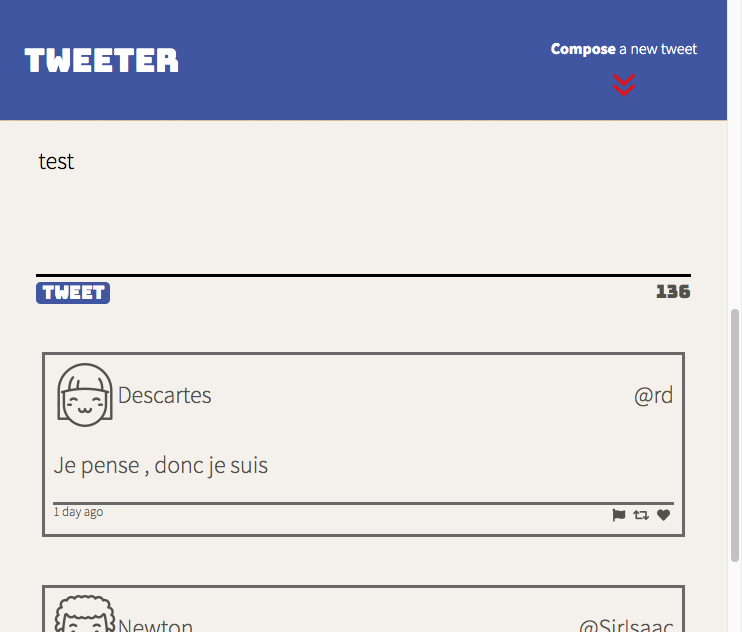 TWEETER
Compose a new tweet
test
TWEET
136
Descartes
@rd
Je pense , donc je suis
1 day ago
Newton
@SirIsaac